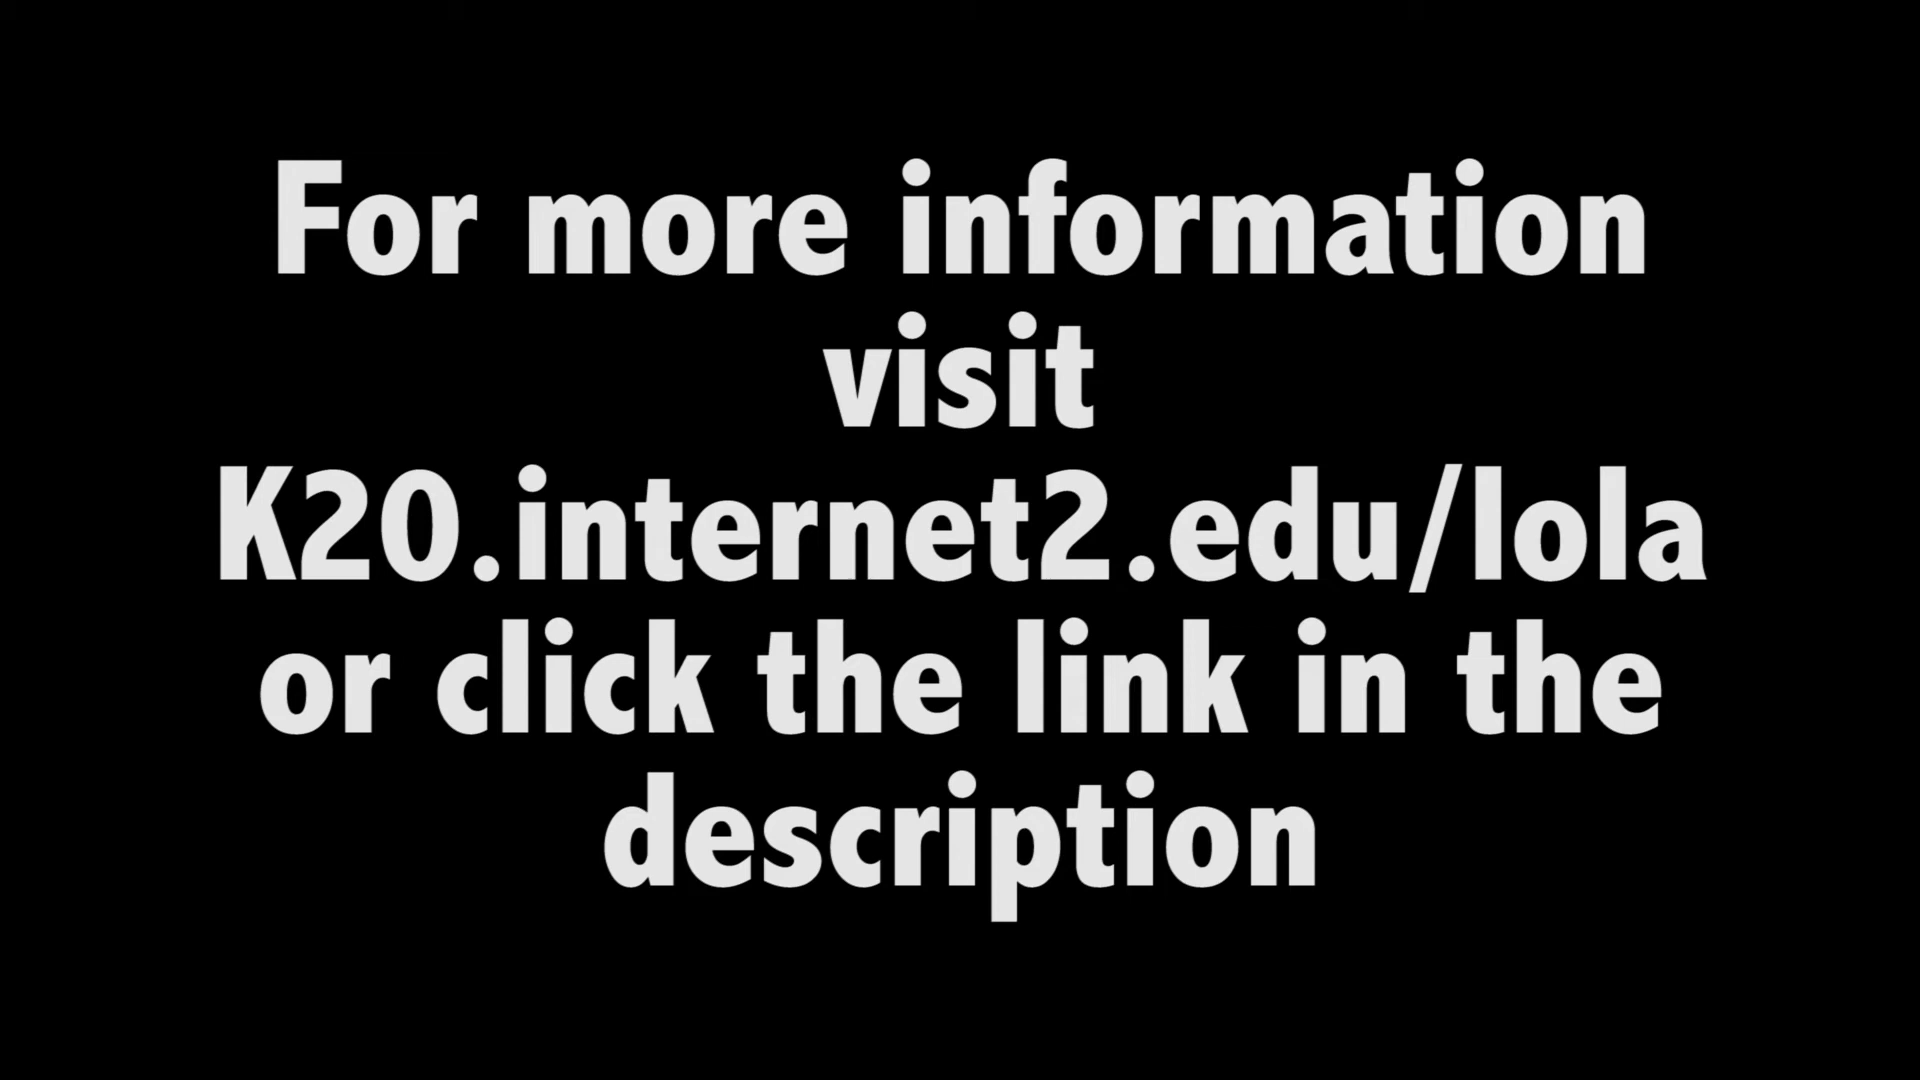 For more information
visit
K20.internet2.edu/lola
or click the link in the
description